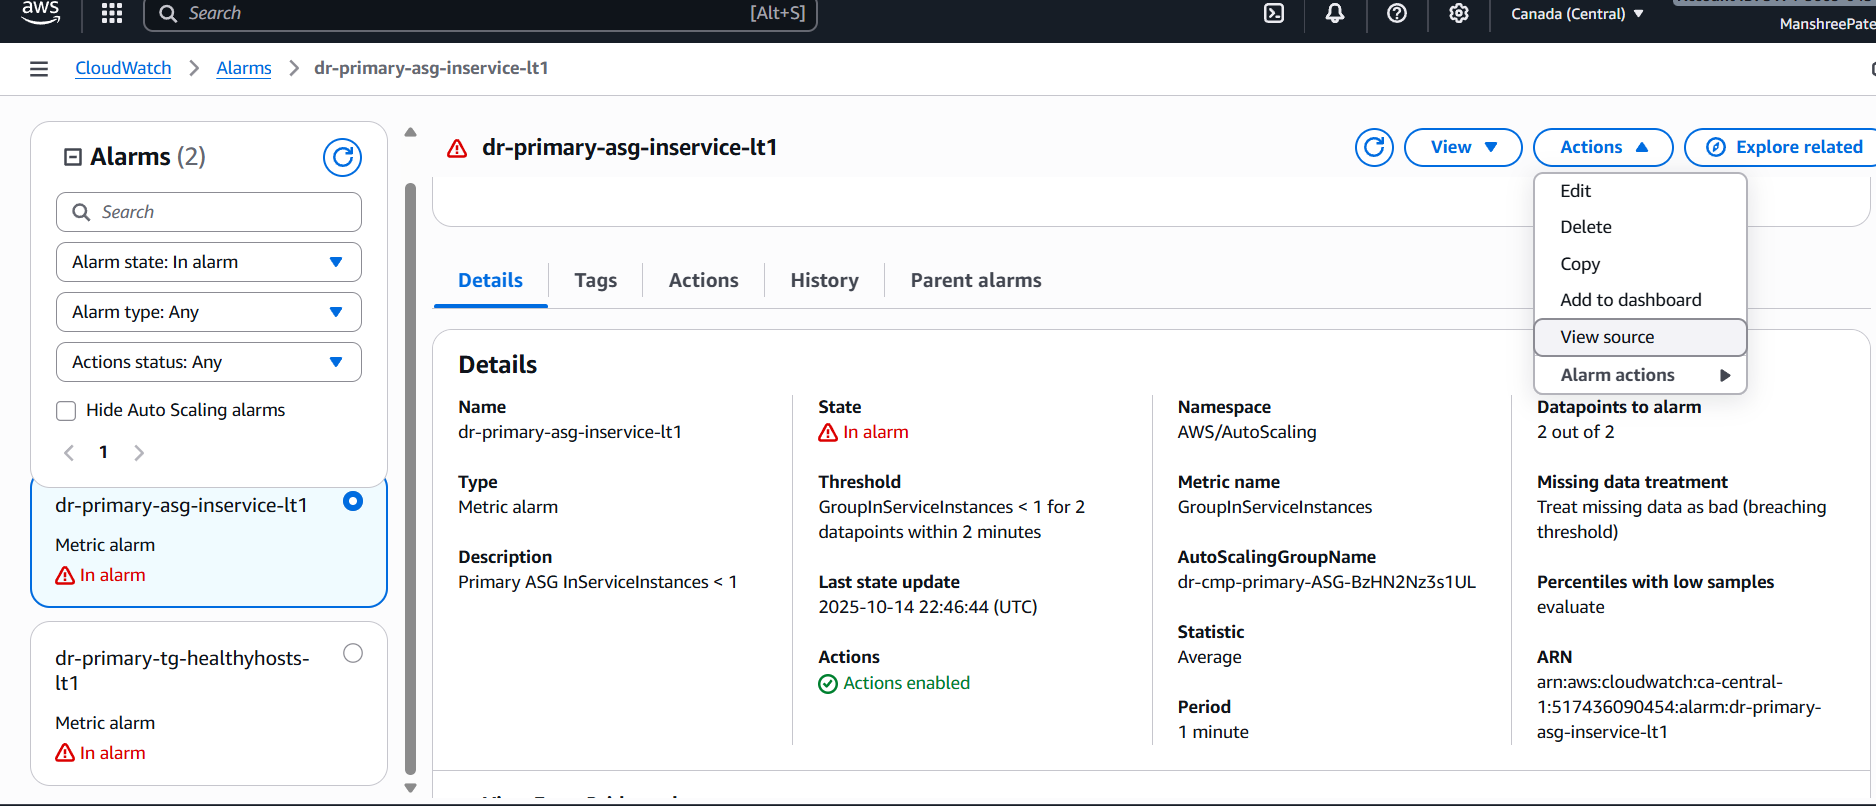 aws
Search
[Alt+S]
Canada (Central)
CloudWatch
Alarms
dr-primary-asg-inservice-lt1
Alarms (2)
Search
Alarm state: In alarm
Alarm type: Any
Actions status: Any
Hide Auto Scaling alarms
1
dr-primary-asg-inservice-lt1
Metric alarm
In alarm
dr-primary-tg-healthyhosts-
lt1
Metric alarm
In alarm
dr-primary-asg-inservice-lt1
View
Actions
Explore related
Edit
Delete
Copy
Add to dashboard
View source
Alarm actions
Details
Tags
Actions
History
Parent alarms
Details
Name
dr-primary-asg-inservice-lt1
Type
Metric alarm
Description
Primary ASG InServiceInstances < 1
State
In alarm
Threshold
GroupInServiceInstances < 1 for 2
datapoints within 2 minutes
Last state update
2025-10-14 22:46:44 (UTC)
Actions
Actions enabled
Namespace
AWS/AutoScaling
Metric name
GroupInServiceInstances
AutoScalingGroupName
dr-cmp-primary-ASG-BzHN2Nz3s1UL
Statistic
Average
Period
1 minute
Datapoints to alarm
2 out of 2
Missing data treatment
Treat missing data as bad (breaching
threshold)
Percentiles with low samples
evaluate
ARN
arn:aws:cloudwatch:ca-central-
1:517436090454:alarm:dr-primary-
asg-inservice-lt1